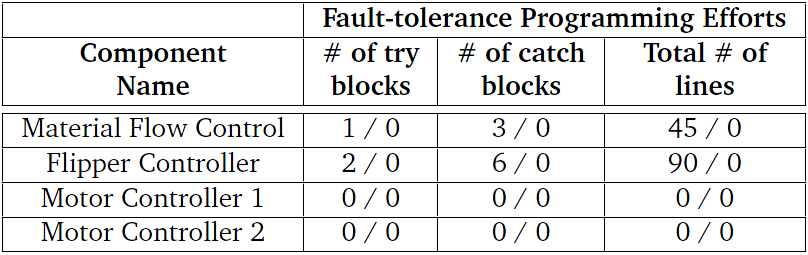 Fault-tolerance Programming Efforts
Component Name # of try blocks # of catch blocks Total # of lines
Material Flow Control 1 / 0 3 / 0 45 / 0
Flipper Controller 2 / 0 6 / 0 90 / 0
Motor Controller 1 0 / 0 0 / 0 0 / 0
Motor Controller 2 0 / 0 0 / 0 0 / 0